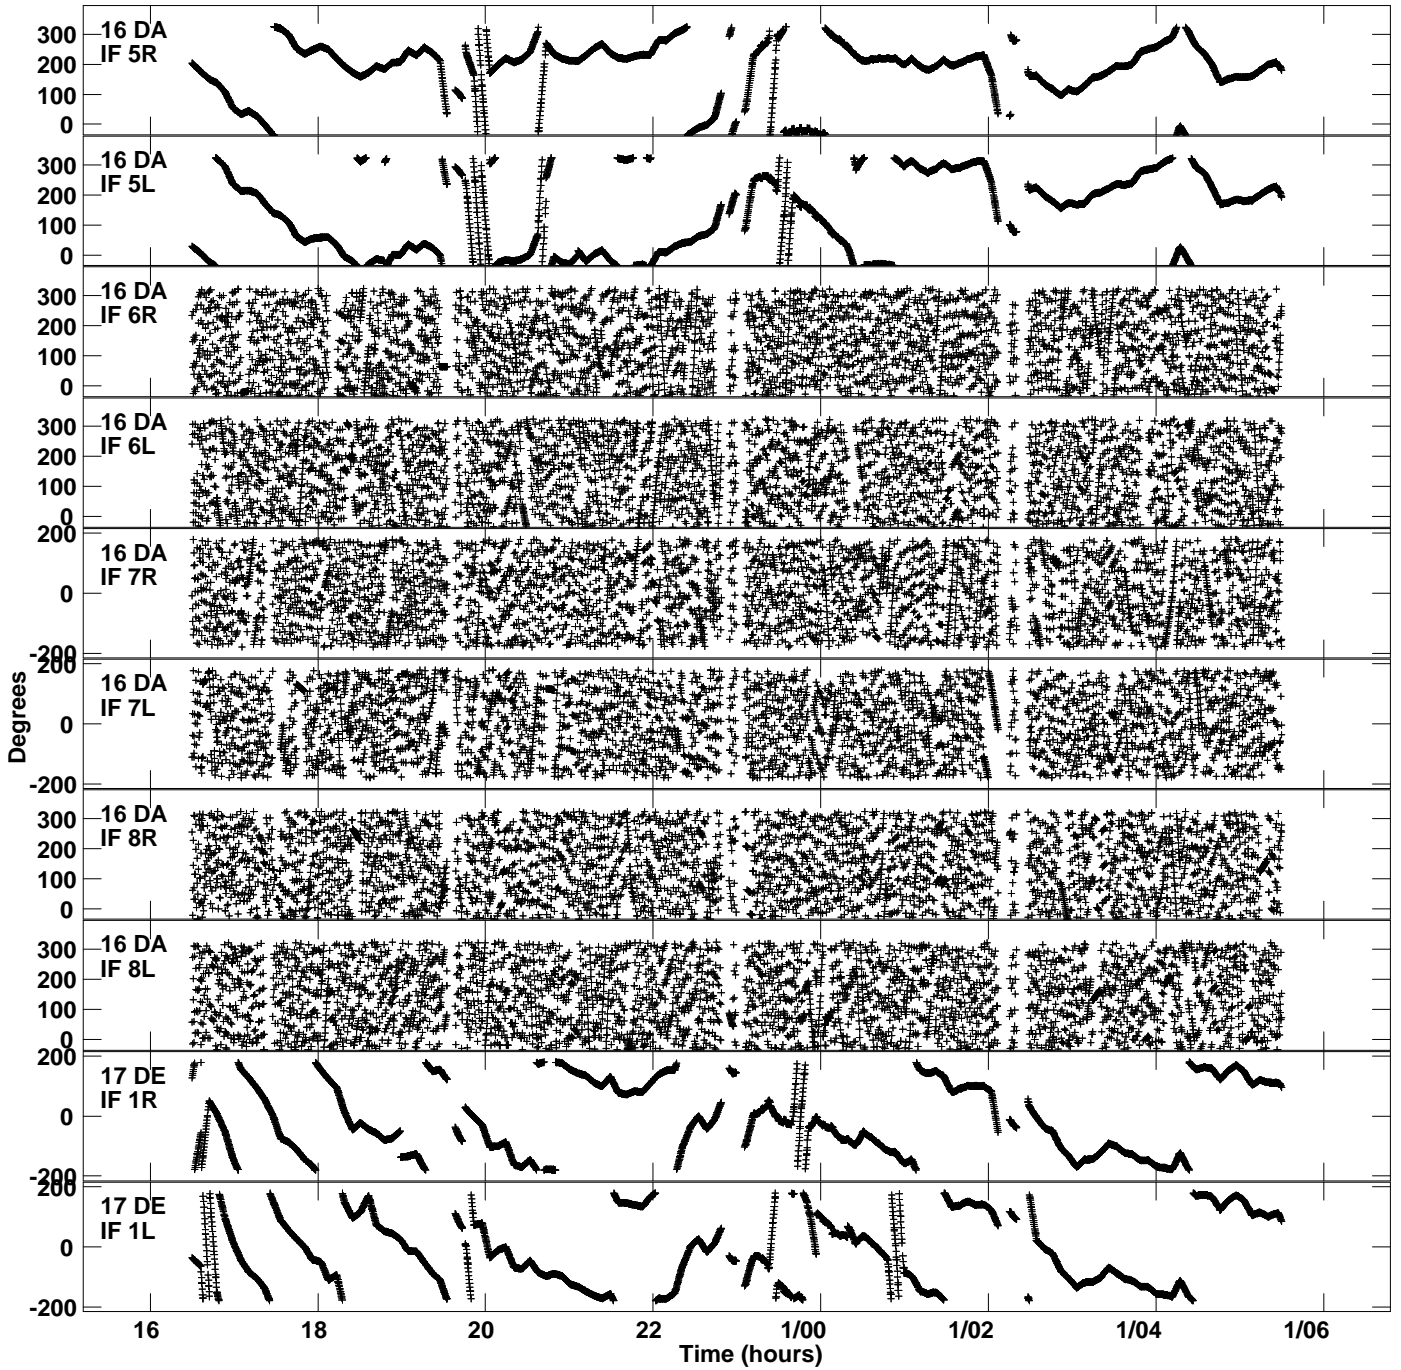 300 16 DA
200 IF 5R
100
0
300 16 DA
200 IF 5L
100
0
300 16 DA
200 IF 6R
100
0
300 16 DA
200 IF 6L
100
0
200 16 DA
0 IF 7R
-200
200 16 DA
0 IF 7L
-200
300 16 DA
200 IF 8R
100
0
300 16 DA
200 IF 8L
100
0
200 17 DE
0 IF 1R
-200
200 17 DE
0 IF 1L
-200
Degrees
16 18 20 22 1/00 1/02 1/04 1/06
Time (hours)